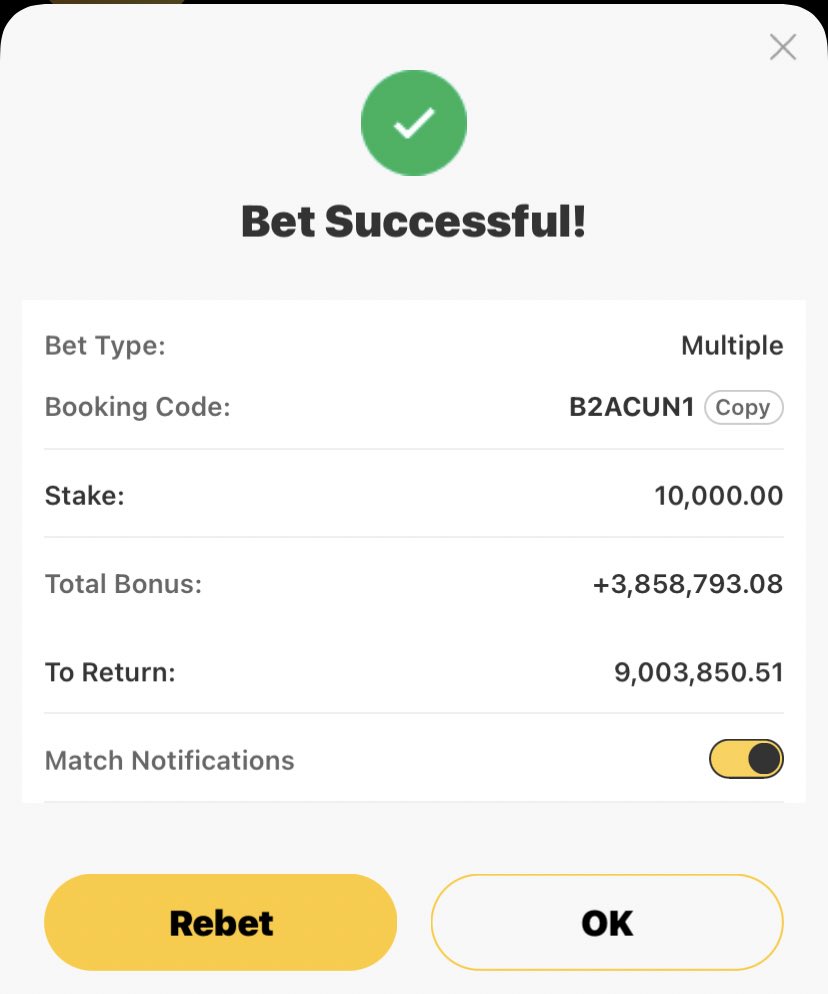 Bet Successful!
Bet Type: Multiple
Booking Code: B2ACUN1 Copy
Stake: 10,000.00
Total Bonus: +3,858,793.08
To Return: 9,003,850.51
Match Notifications
Rebet OK